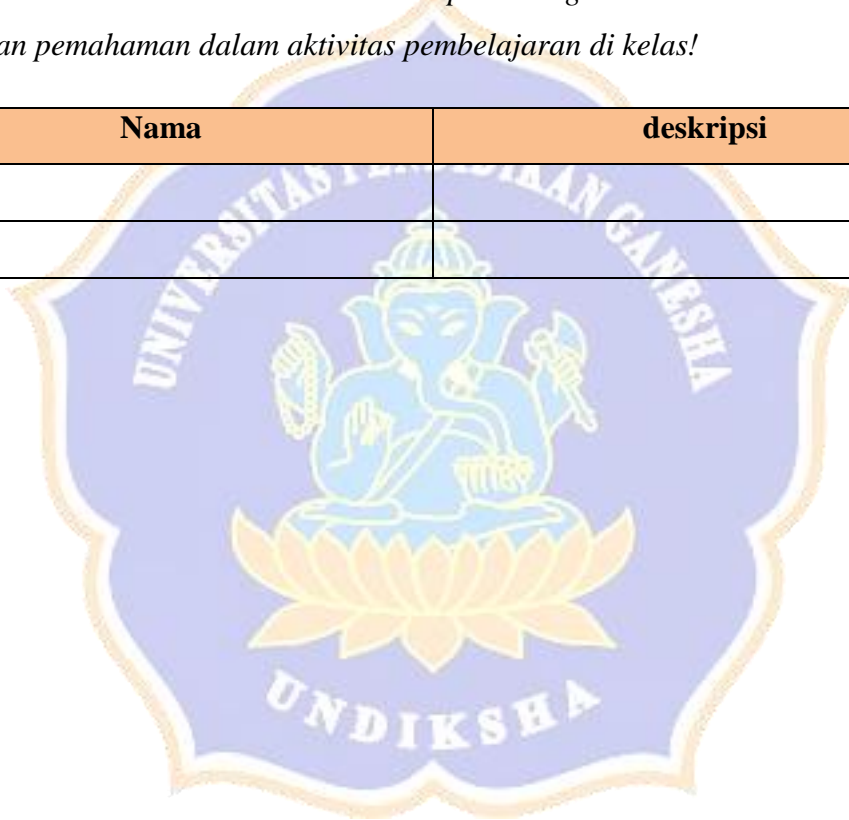 an pemahaman dalam aktivitas pembelajaran di kelas!
Nama deskripsi
UNIVERSITAS PENDIDIKAN GANESHA
UNDIKSHA